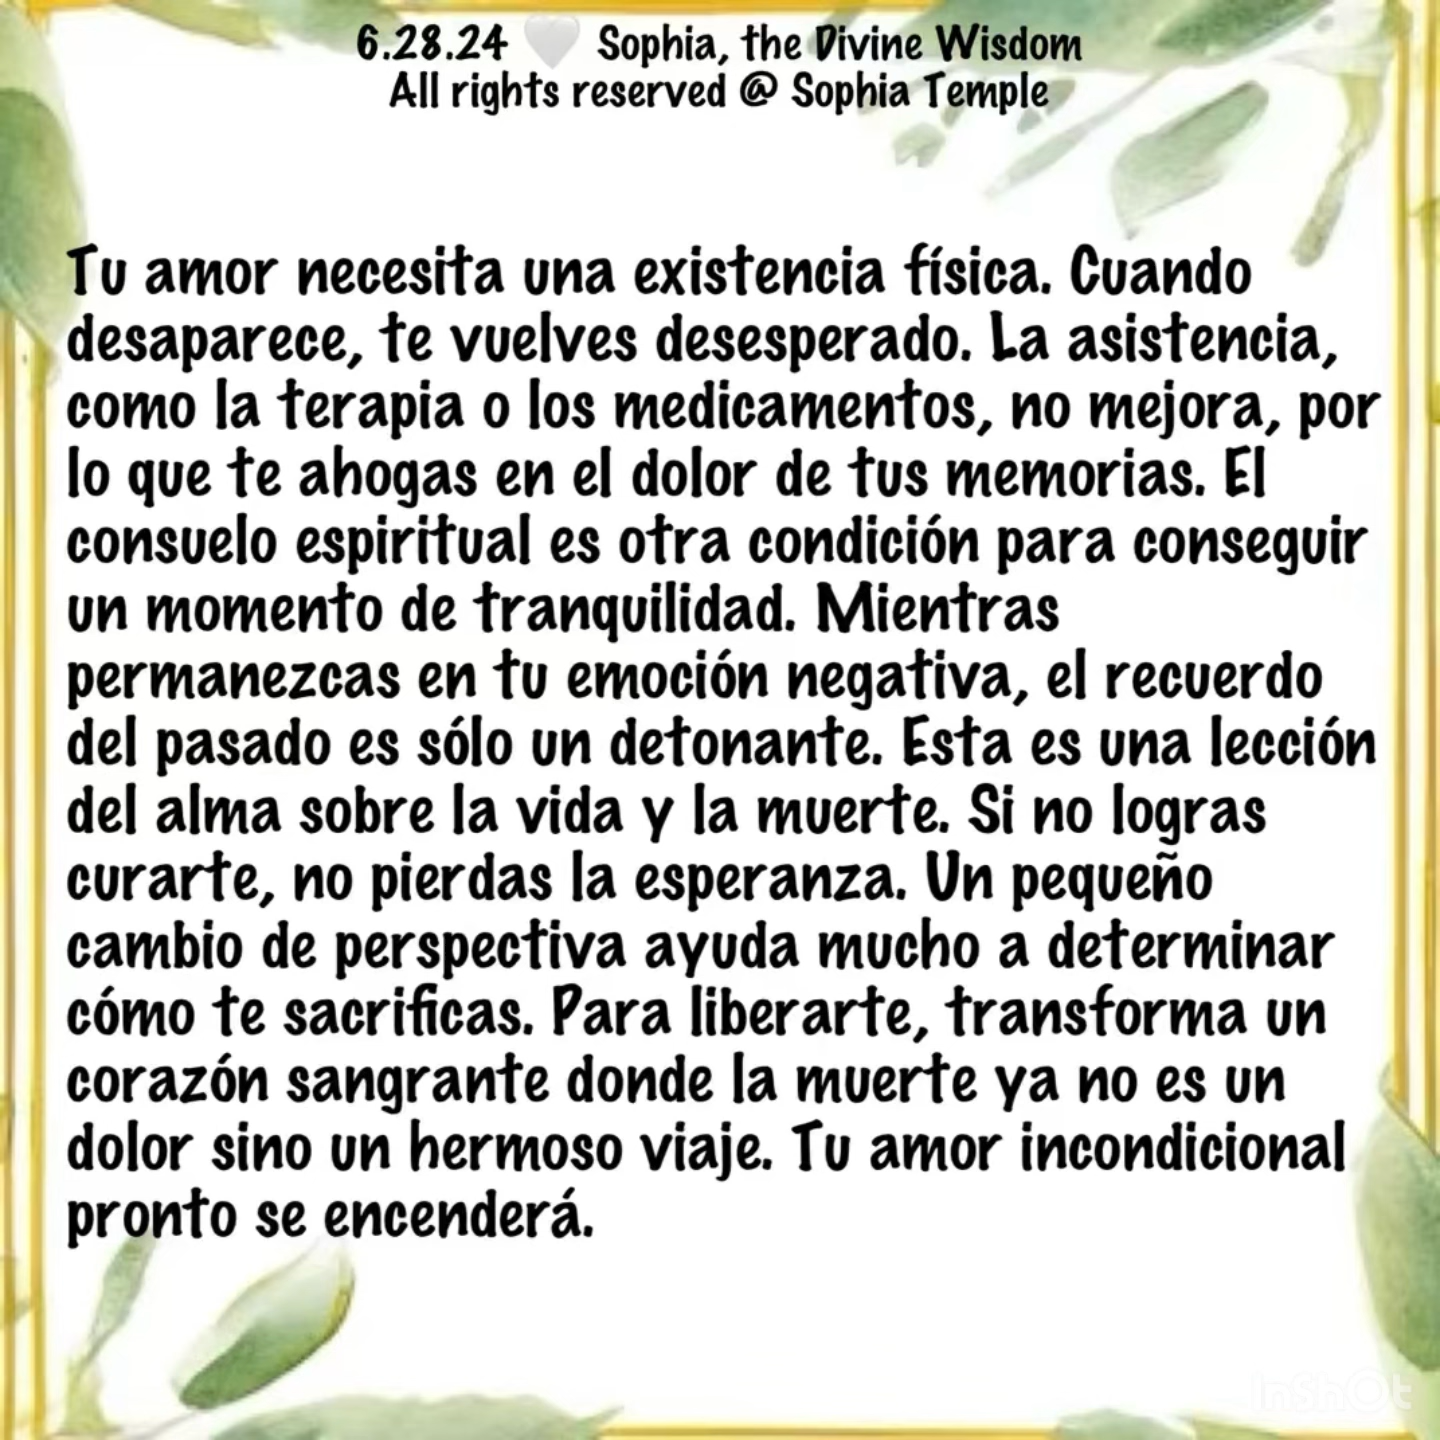 6.28.24 🤍 Sophia, the Divine Wisdom
All rights reserved @ Sophia Temple
Tu amor necesita una existencia física. Cuando
desaparece, te vuelves desesperado. La asistencia,
como la terapia o los medicamentos, no mejora, por
lo que te ahogas en el dolor de tus memorias. El
consuelo espiritual es otra condición para conseguir
un momento de tranquilidad. Mientras
permanezcas en tu emoción negativa, el recuerdo
del pasado es sólo un detonante. Esta es una lección
del alma sobre la vida y la muerte. Si no logras
curarte, no pierdas la esperanza. Un pequeño
cambio de perspectiva ayuda mucho a determinar
cómo te sacrificas. Para liberarte, transforma un
corazón sangrante donde la muerte ya no es un
dolor sino un hermoso viaje. Tu amor incondicional
pronto se encenderá.
InShOt